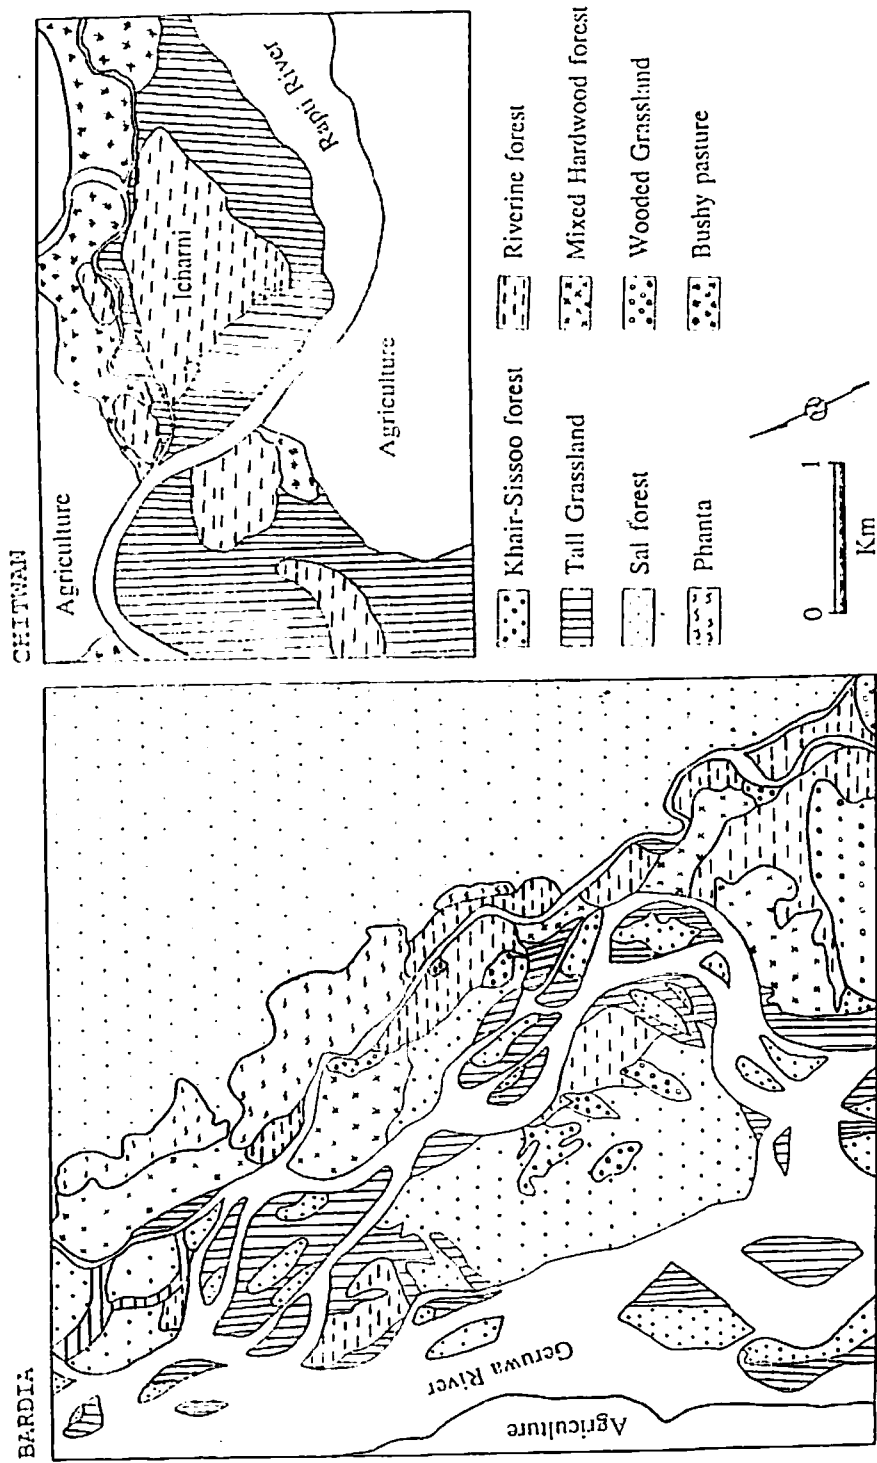 BARDIA
Geruwa River
Agriculture
CHITWAN
Agriculture
Icharni
Rapti River
Agriculture
Khair-Sissoo forest
Riverine forest
Tall Grassland
Mixed Hardwood forest
Sal forest
Wooded Grassland
Phanta
Bushy pasture
0 1
Km